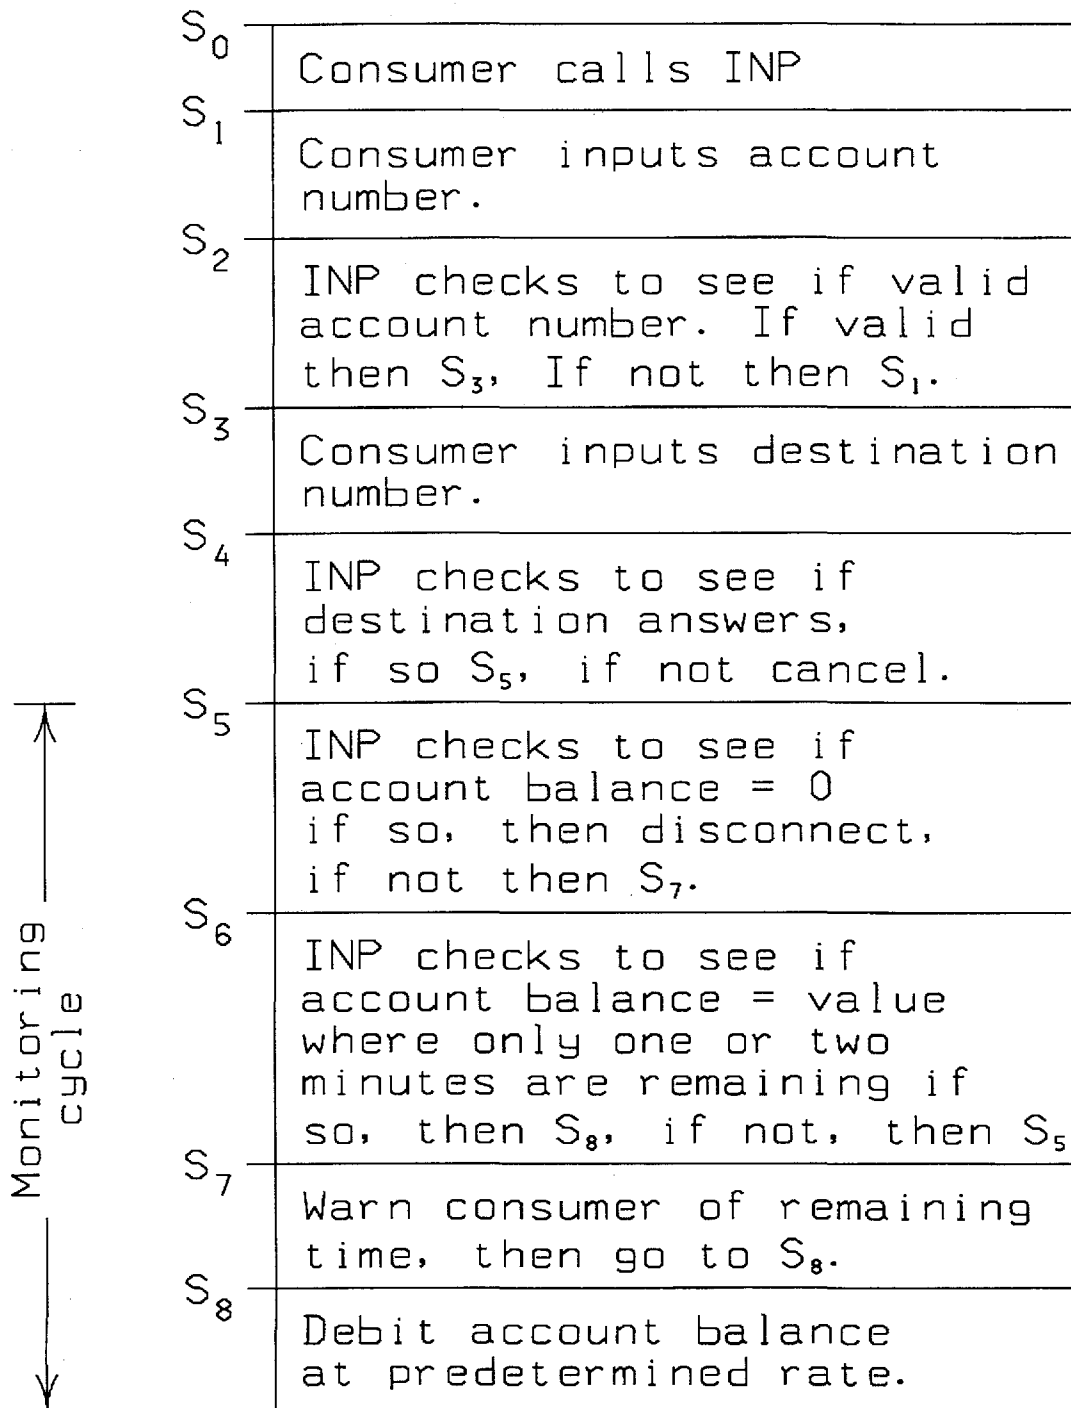 S₀
Consumer calls INP
S₁
Consumer inputs account
number.
S₂
INP checks to see if valid
account number. If valid
then S₃, If not then S₁.
S₃
Consumer inputs destination
number.
S₄
INP checks to see if
destination answers,
if so S₅, if not cancel.
S₅
INP checks to see if
account balance = 0
if so, then disconnect,
if not then S₇.
S₆
INP checks to see if
account balance = value
where only one or two
minutes are remaining if
so, then S₈, if not, then S₅
S₇
Warn consumer of remaining
time, then go to S₈.
S₈
Debit account balance
at predetermined rate.
Monitoring
cycle